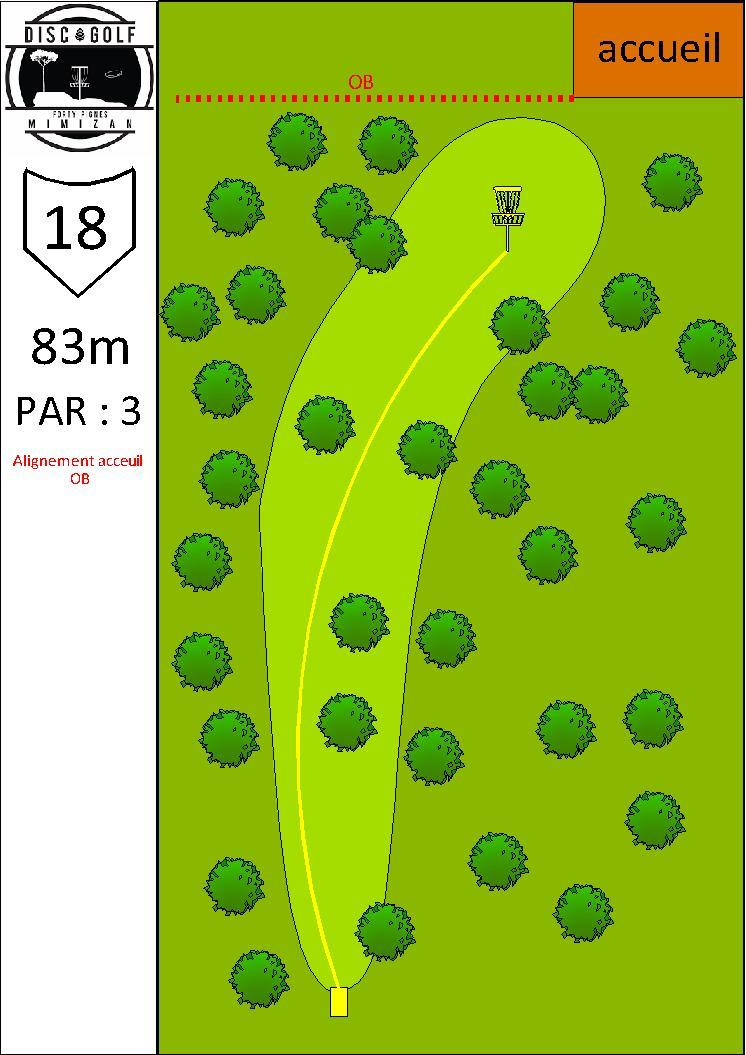 DISC GOLF
FORTY PIGNES
MIMIZAN
18
83m
PAR : 3
Alignement acceuil
OB
OB
accueil